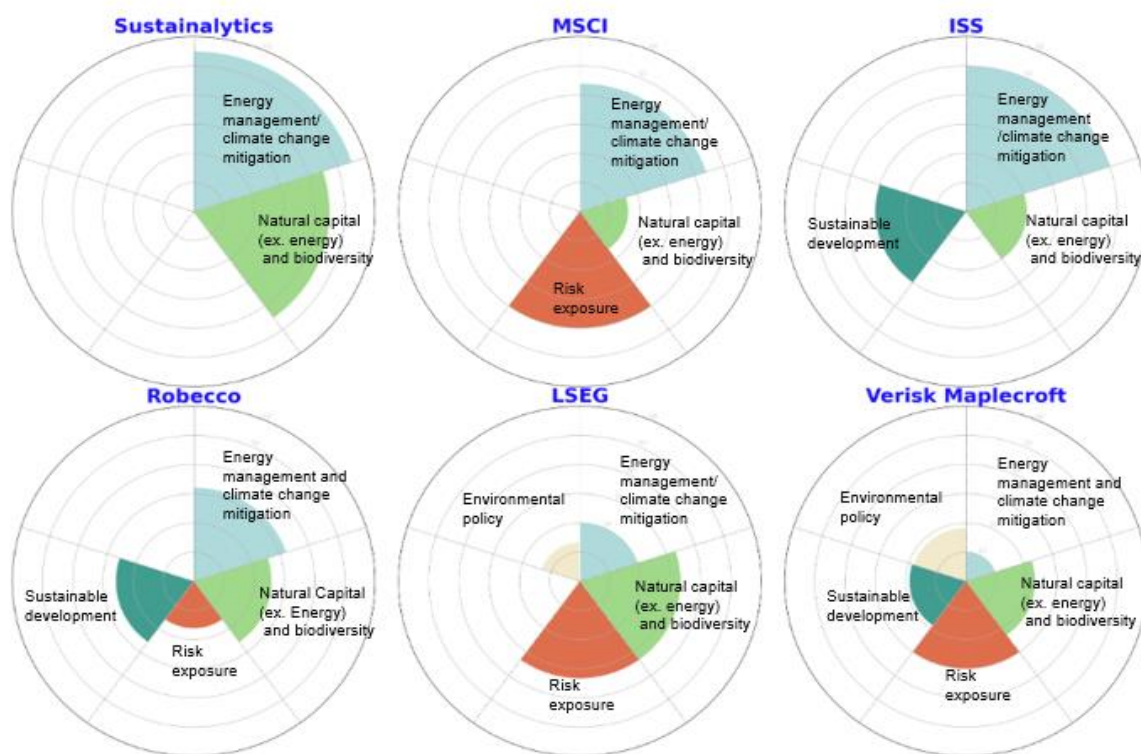 Sustainalytics
Energy
management/
climate change
mitigation
Natural capital
(ex. energy)
and biodiversity
MSCI
Energy
management/
climate change
mitigation
Natural capital
(ex. energy)
and biodiversity
Risk
exposure
ISS
Energy
management
/climate change
mitigation
Sustainable
development
Natural capital
(ex. energy)
and biodiversity
Robecco
Energy
management and
climate change
mitigation
Sustainable
development
Natural Capital
(ex. Energy)
and biodiversity
Risk
exposure
LSEG
Energy
management/
climate change
mitigation
Environmental
policy
Natural capital
(ex. energy)
and biodiversity
Risk
exposure
Verisk Maplecroft
Energy
management and
climate change
mitigation
Environmental
policy
Sustainable
development
Natural capital
(ex. energy)
and biodiversity
Risk
exposure